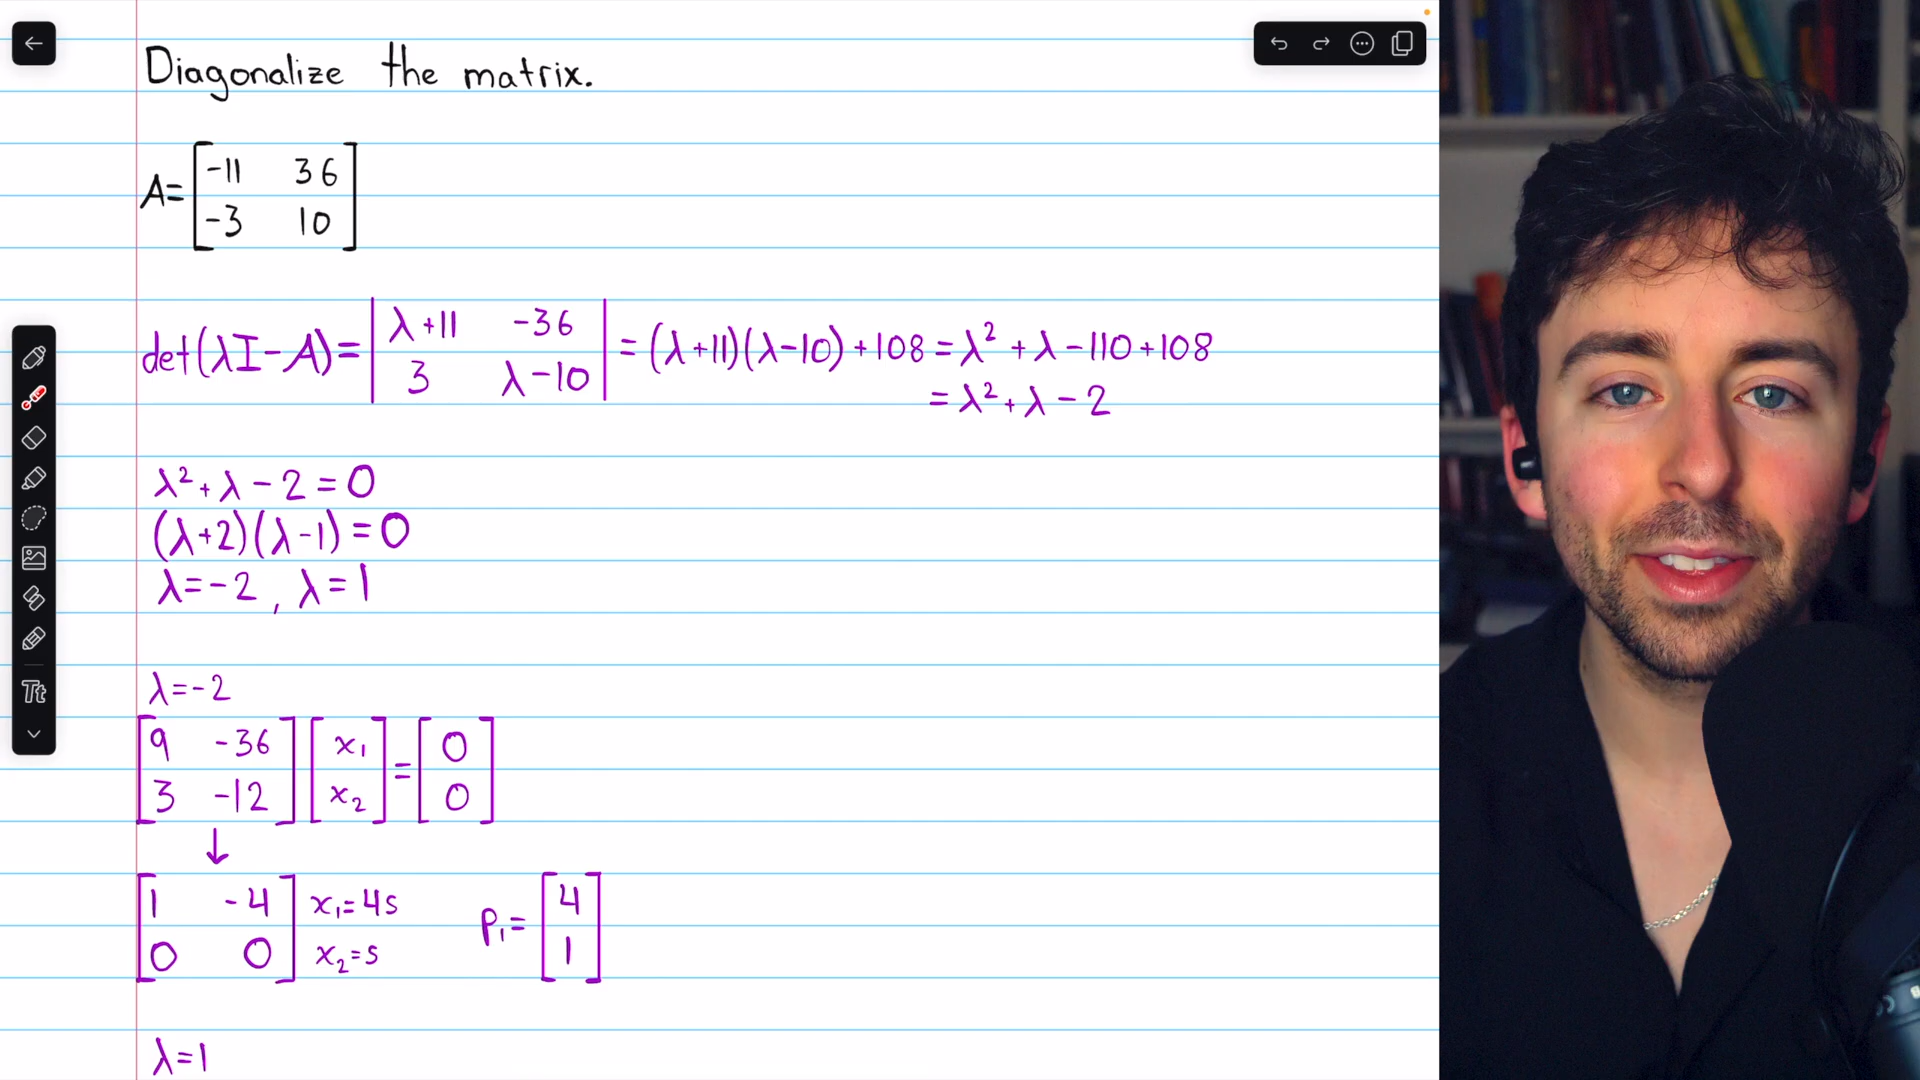 Diagonalize the matrix.
A= [ -11 36
-3 10 ]
det(λI-A)= | λ+11 -36
3 λ-10 | = (λ+11)(λ-10)+108 = λ² + λ -110+108
= λ² + λ - 2
λ² + λ - 2 = 0
(λ+2)(λ-1)=0
λ=-2, λ=1
λ=-2
[ 9 -36
3 -12 ] [ x₁
x₂ ] = [ 0
0 ]
↓
[ 1 -4
0 0 ] x₁=4s
x₂=s
p₁= [ 4
1 ]
λ=1
Tt